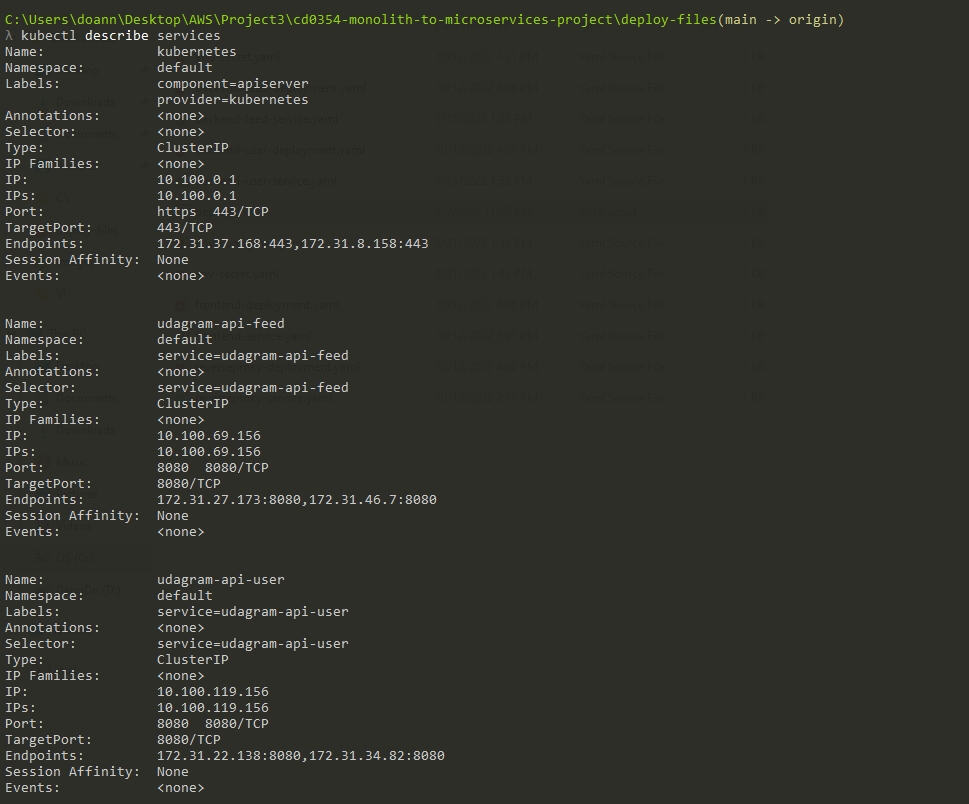 C:\Users\doann\Desktop\AWS\Project3\cd0354-monolith-to-microservices-project\deploy-files(main -> origin)
λ kubectl describe services
Name:              kubernetes
Namespace:         default
Labels:            component=apiserver
                   provider=kubernetes
Annotations:       <none>
Selector:          <none>
Type:              ClusterIP
IP Families:       <none>
IP:                10.100.0.1
IPs:               10.100.0.1
Port:              https  443/TCP
TargetPort:        443/TCP
Endpoints:         172.31.37.168:443,172.31.8.158:443
Session Affinity:  None
Events:            <none>
Name:              udagram-api-feed
Namespace:         default
Labels:            service=udagram-api-feed
Annotations:       <none>
Selector:          service=udagram-api-feed
Type:              ClusterIP
IP Families:       <none>
IP:                10.100.69.156
IPs:               10.100.69.156
Port:              8080  8080/TCP
TargetPort:        8080/TCP
Endpoints:         172.31.27.173:8080,172.31.46.7:8080
Session Affinity:  None
Events:            <none>
Name:              udagram-api-user
Namespace:         default
Labels:            service=udagram-api-user
Annotations:       <none>
Selector:          service=udagram-api-user
Type:              ClusterIP
IP Families:       <none>
IP:                10.100.119.156
IPs:               10.100.119.156
Port:              8080  8080/TCP
TargetPort:        8080/TCP
Endpoints:         172.31.22.138:8080,172.31.34.82:8080
Session Affinity:  None
Events:            <none>